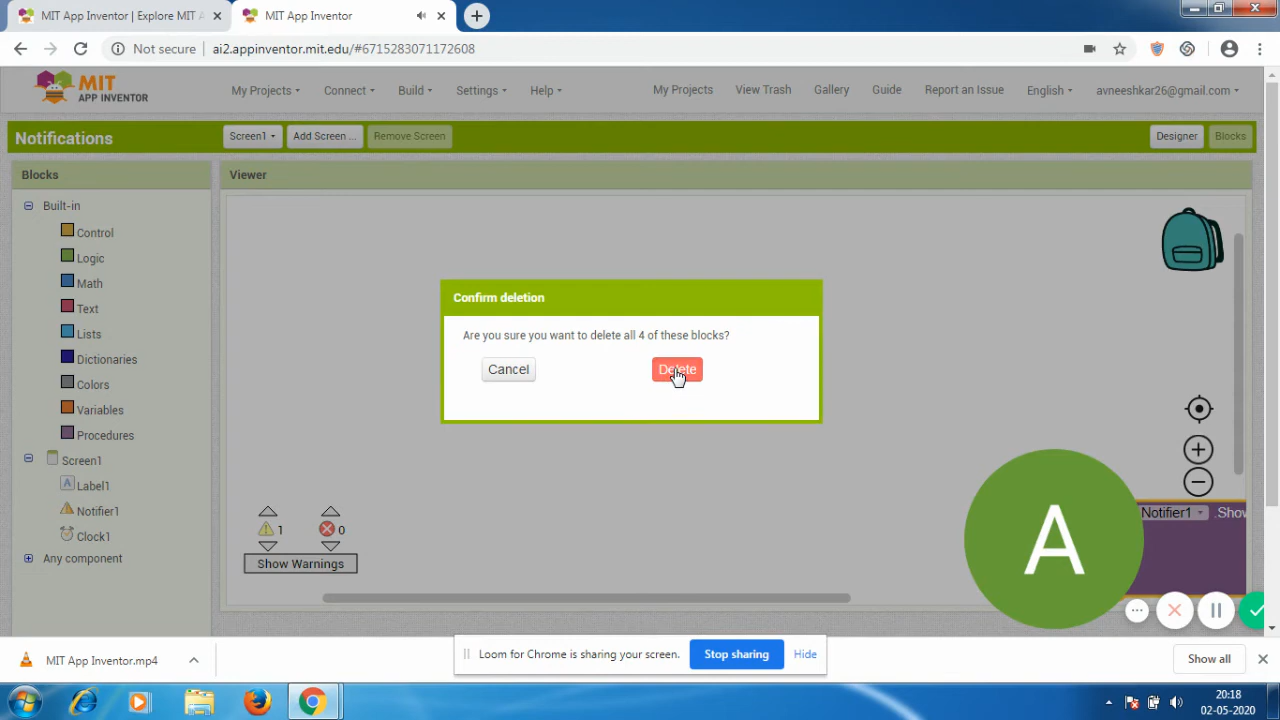 MIT App Inventor | Explore MIT A
MIT App Inventor
Not secure
ai2.appinventor.mit.edu/#6715283071172608
MIT
APP INVENTOR
My Projects
Connect
Build
Settings
Help
My Projects
View Trash
Gallery
Guide
Report an Issue
English
avneeshkar26@gmail.com
Notifications
Screen1
Add Screen ...
Remove Screen
Designer
Blocks
Blocks
Viewer
Built-in
Control
Logic
Math
Text
Lists
Dictionaries
Colors
Variables
Procedures
Screen1
Label1
Notifier1
Clock1
Any component
Confirm deletion
Are you sure you want to delete all 4 of these blocks?
Cancel
Delete
1
0
Show Warnings
Notifier1
.Show
A
Loom for Chrome is sharing your screen.
Stop sharing
Hide
MIT App Inventor.mp4
Show all
20:18
02-05-2020